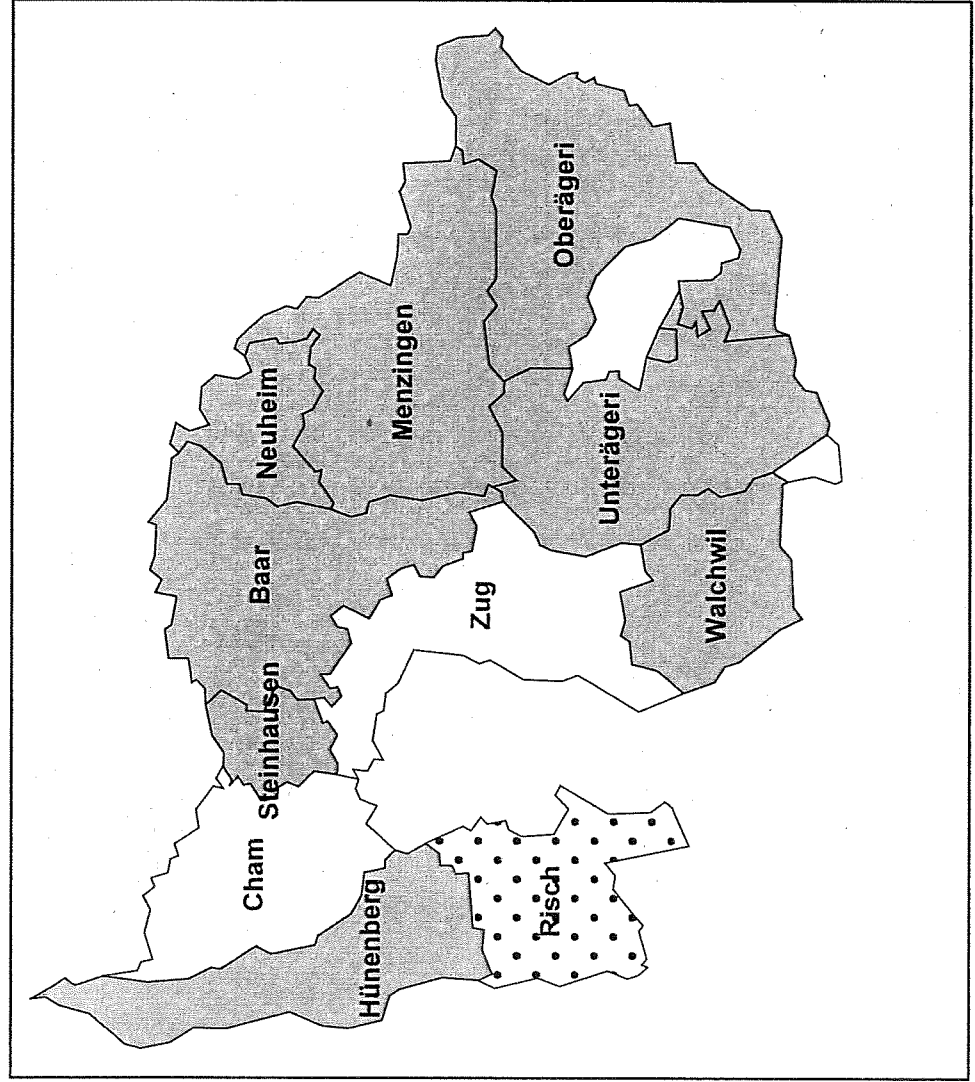 Steinhausen
Baar
Neuheim
Cham
Menzingen
Hünenberg
Zug
Oberägeri
Risch
Unterägeri
Walchwil